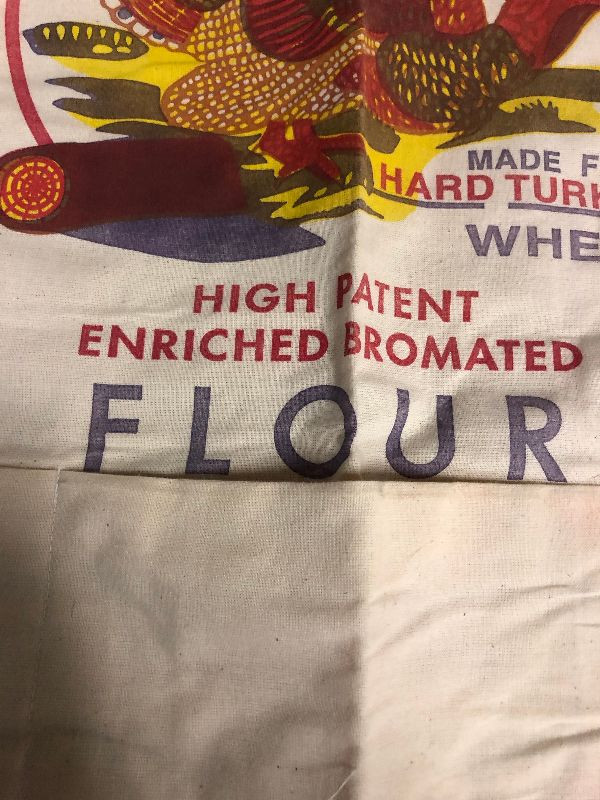 MADE F
HARD TURK
WHE
HIGH PATENT
ENRICHED BROMATED
FLOUR